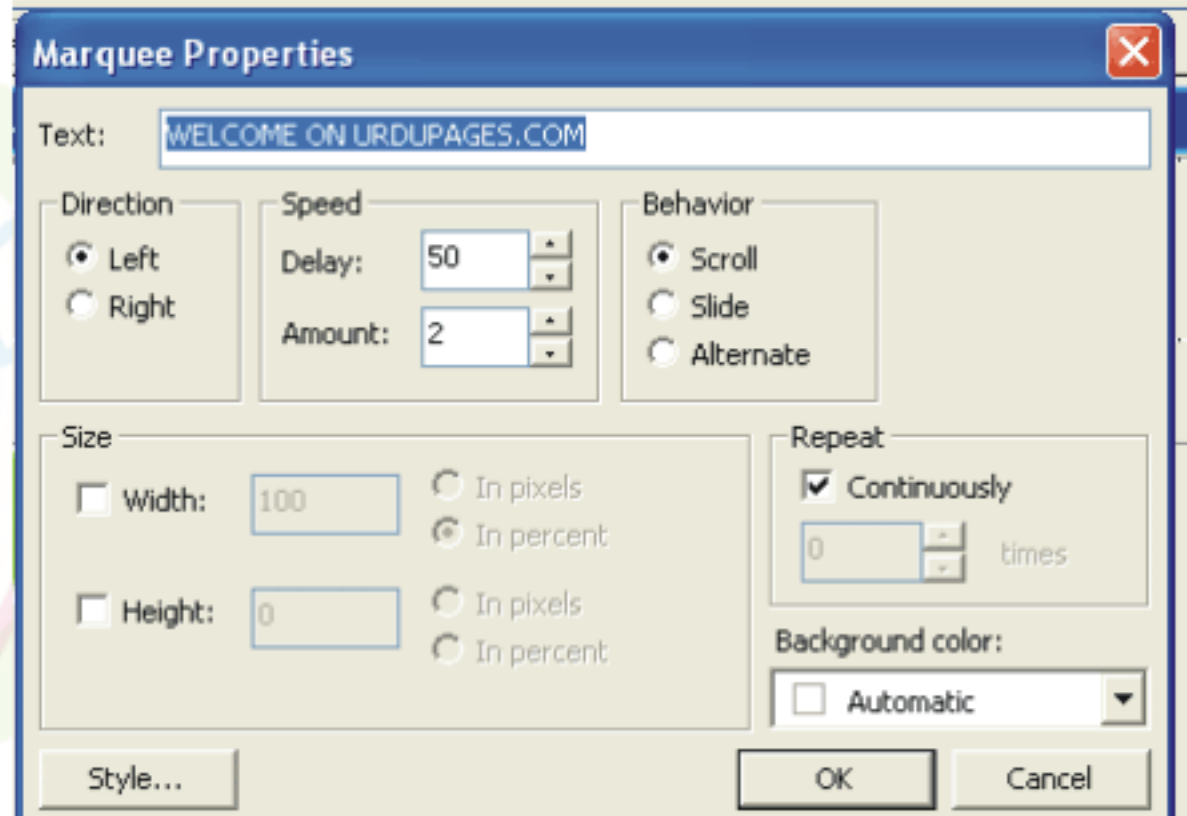 Marquee Properties
Text: WELCOME ON URDUPAGES.COM
Direction
Left
Right
Speed
Delay: 50
Amount: 2
Behavior
Scroll
Slide
Alternate
Size
Width: 100
In pixels
In percent
Height: 0
In pixels
In percent
Repeat
Continuously
0 times
Background color:
Automatic
Style...
OK
Cancel